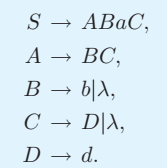 S → ABaC,
A → BC,
B → b|λ,
C → D|λ,
D → d.